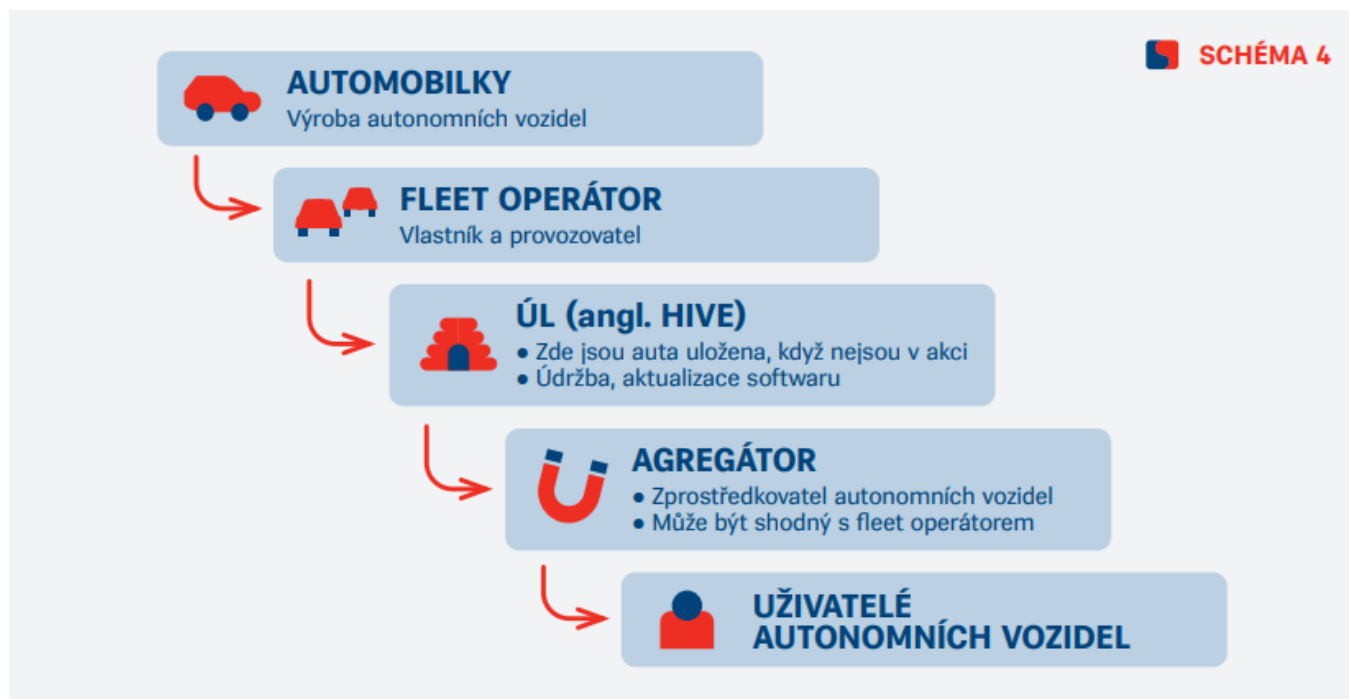 SCHÉMA 4
AUTOMOBILKY
Výroba autonomních vozidel
FLEET OPERÁTOR
Vlastník a provozovatel
ÚL (angl. HIVE)
• Zde jsou auta uložena, když nejsou v akci
• Údržba, aktualizace softwaru
AGREGÁTOR
• Zprostředkovatel autonomních vozidel
• Může být shodný s fleet operátorem
UŽIVATELÉ
AUTONOMNÍCH VOZIDEL